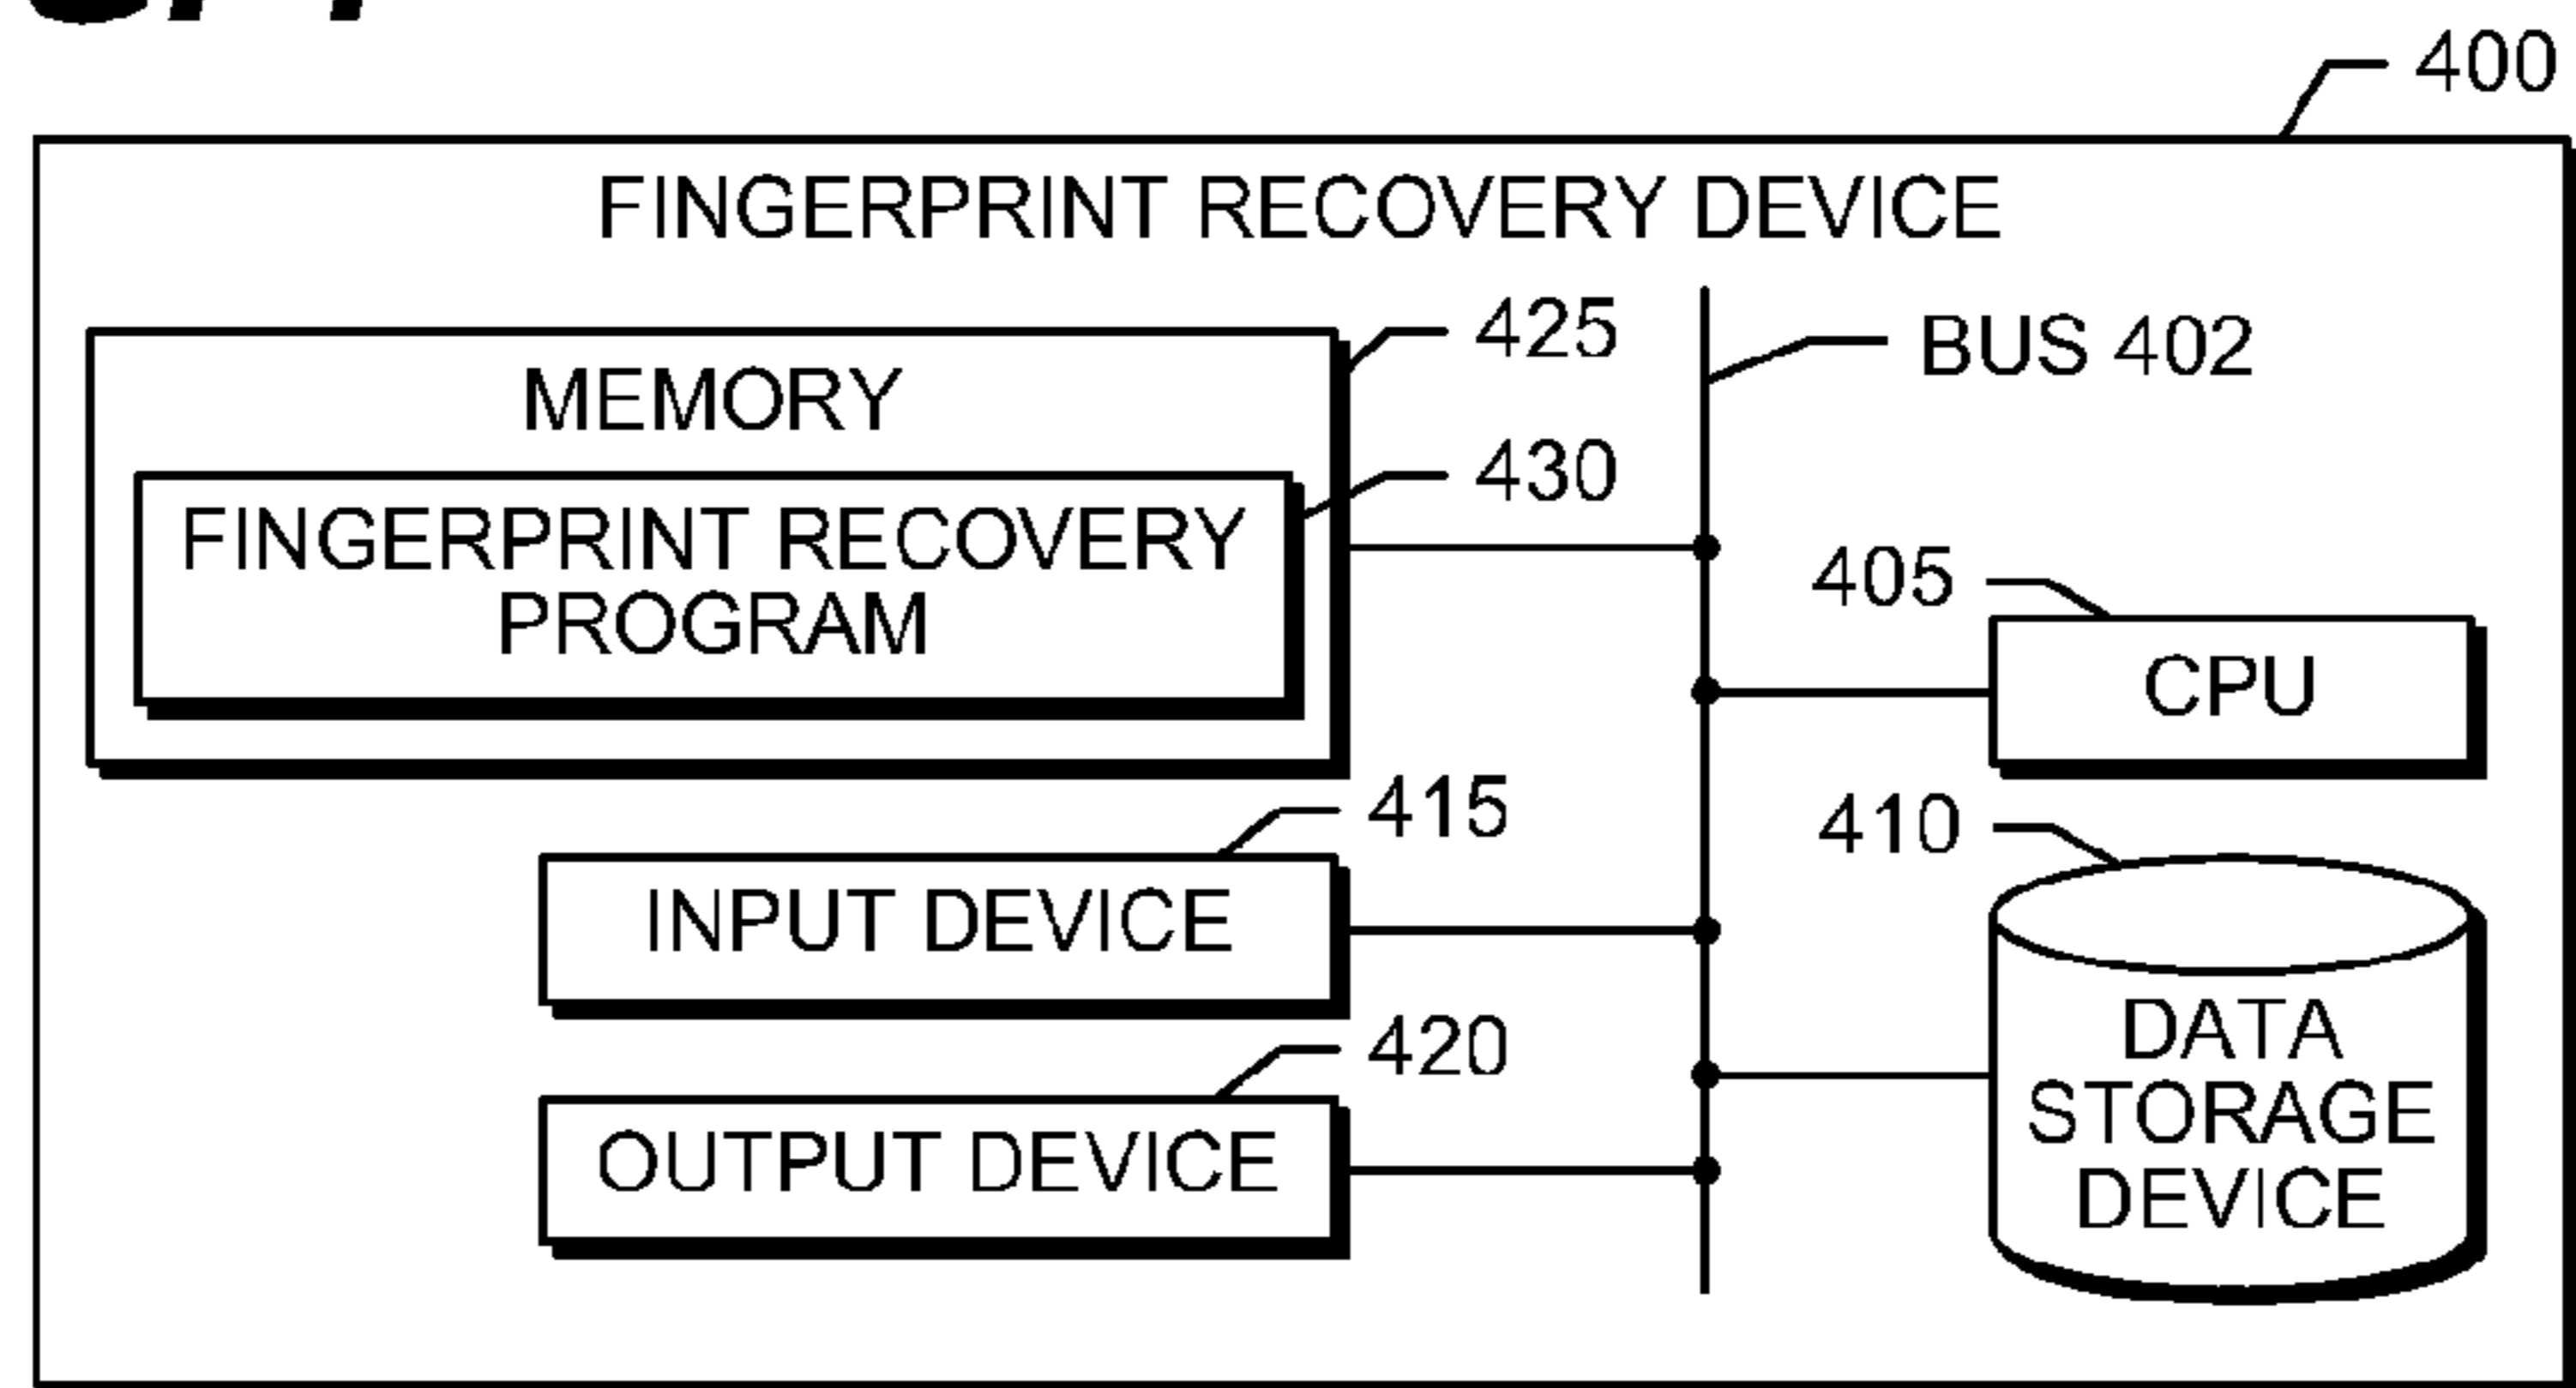 400
FINGERPRINT RECOVERY DEVICE
425
MEMORY
BUS 402
430
FINGERPRINT RECOVERY
PROGRAM
405
CPU
415
INPUT DEVICE
410
420
OUTPUT DEVICE
DATA
STORAGE
DEVICE